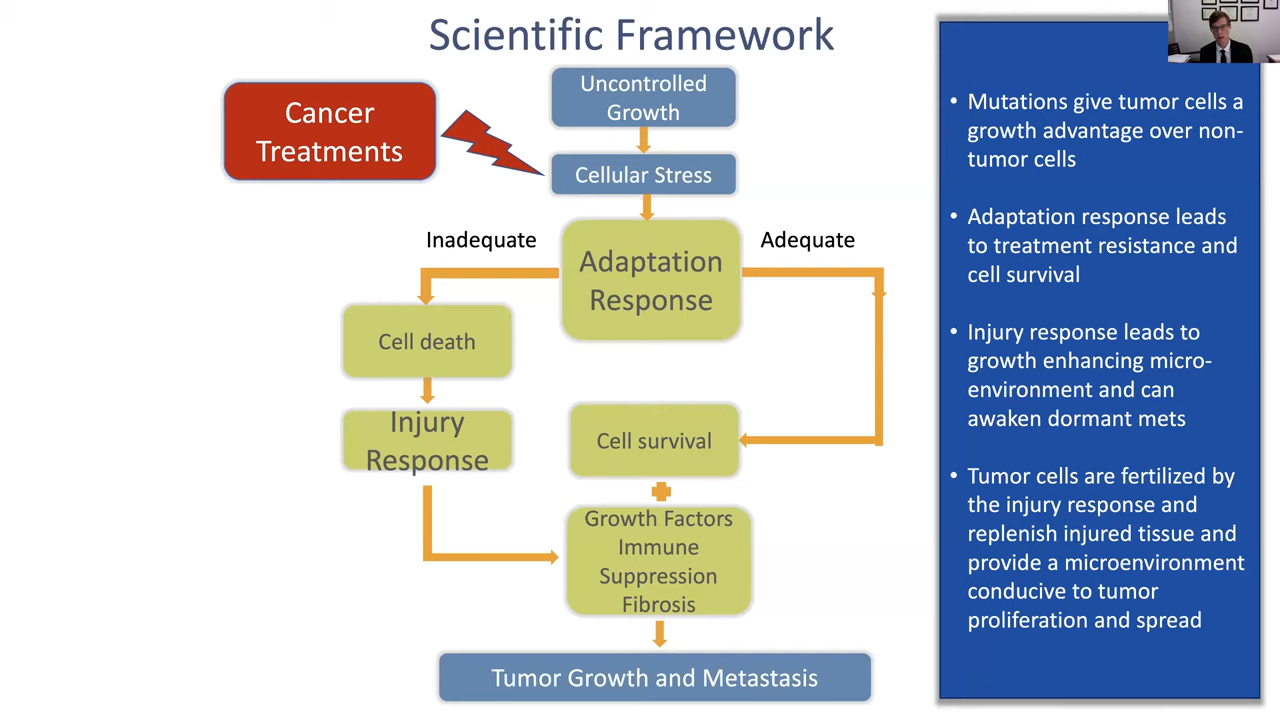 Scientific Framework
Cancer
Treatments
Uncontrolled
Growth
Cellular Stress
Inadequate
Adaptation
Response
Adequate
Cell death
Injury
Response
Cell survival
Growth Factors
Immune
Suppression
Fibrosis
Tumor Growth and Metastasis
• Mutations give tumor cells a
growth advantage over non-
tumor cells
• Adaptation response leads
to treatment resistance and
cell survival
• Injury response leads to
growth enhancing micro-
environment and can
awaken dormant mets
• Tumor cells are fertilized by
the injury response and
replenish injured tissue and
provide a microenvironment
conducive to tumor
proliferation and spread